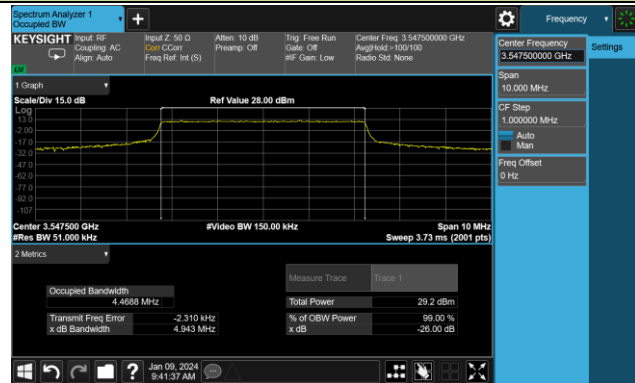 Spectrum Analyzer 1
Occupied BW
Frequency
KEYSIGHT
Input: RF
Coupling: AC
Align: Auto
Input Z: 50 Ω
Corr CCorr
Freq Ref: Int (S)
Atten: 10 dB
Preamp: Off
Trig: Free Run
Gate: Off
#IF Gain: Low
Center Freq: 3.547500000 GHz
Avg|Hold:>100/100
Radio Std: None
Center Frequency
3.547500000 GHz
Settings
Span
10.000 MHz
CF Step
1.000000 MHz
Auto
Man
Freq Offset
0 Hz
1 Graph
Scale/Div 15.0 dB
Ref Value 28.00 dBm
Log
13.0
-2.00
-17.0
-32.0
-47.0
-62.0
-77.0
-92.0
-107
Center 3.547500 GHz
#Video BW 150.00 kHz
Span 10 MHz
#Res BW 51.000 kHz
Sweep 3.73 ms (2001 pts)
2 Metrics
Measure Trace
Trace 1
Occupied Bandwidth
4.4688 MHz
Total Power
29.2 dBm
Transmit Freq Error
-2.310 kHz
% of OBW Power
99.00 %
x dB Bandwidth
4.943 MHz
x dB
-26.00 dB
Jan 09, 2024
9:41:37 AM